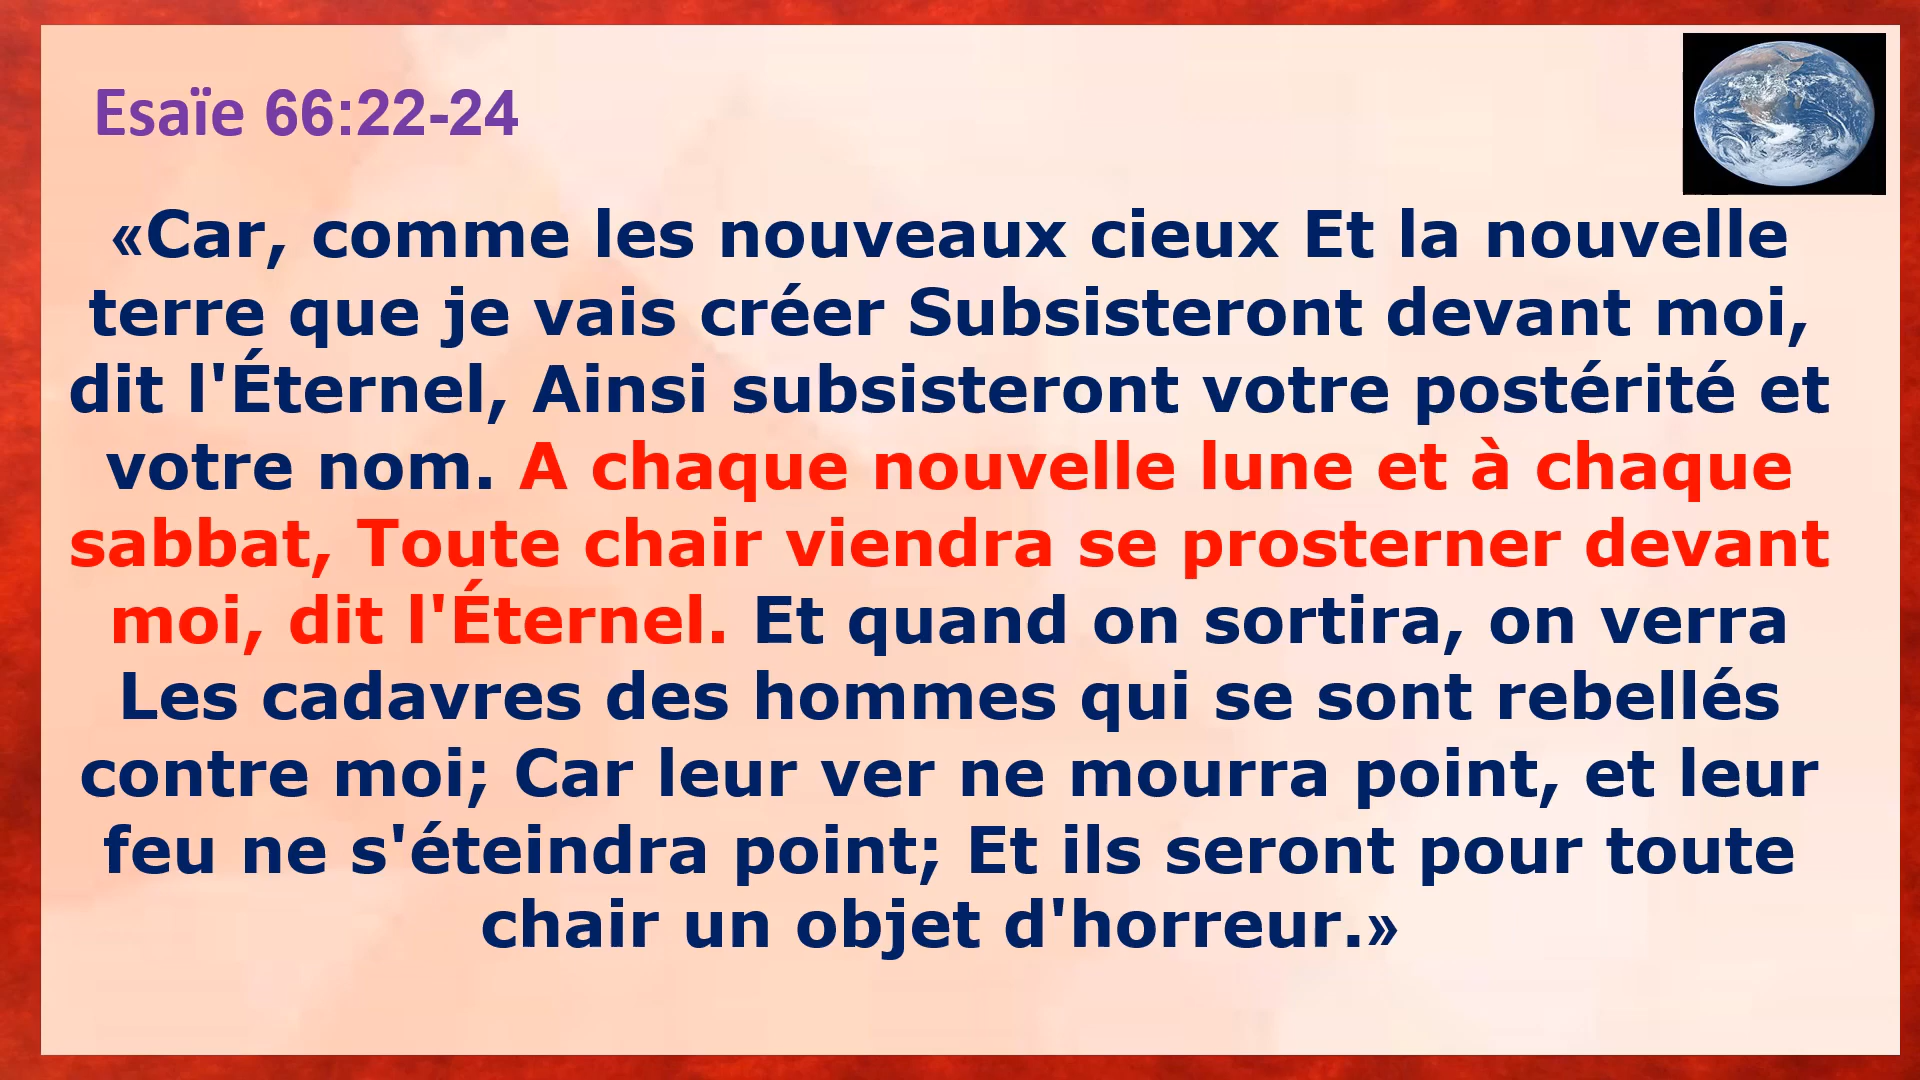 Esaïe 66:22-24
«Car, comme les nouveaux cieux Et la nouvelle
terre que je vais créer Subsisteront devant moi,
dit l'Éternel, Ainsi subsisteront votre postérité et
votre nom. A chaque nouvelle lune et à chaque
sabbat, Toute chair viendra se prosterner devant
moi, dit l'Éternel. Et quand on sortira, on verra
Les cadavres des hommes qui se sont rebellés
contre moi; Car leur ver ne mourra point, et leur
feu ne s'éteindra point; Et ils seront pour toute
chair un objet d'horreur.»